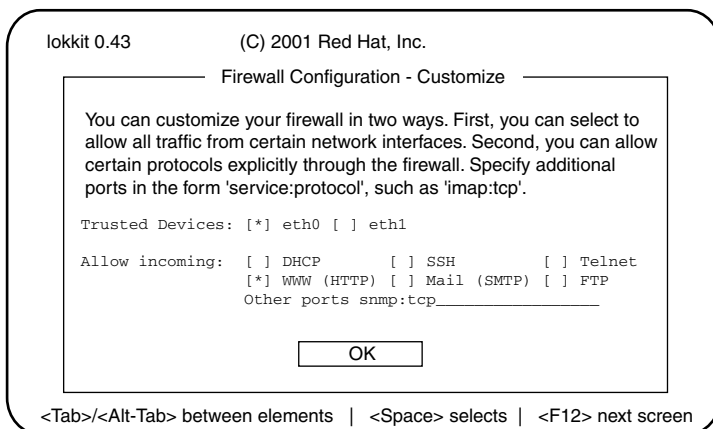 lokkit 0.43 (C) 2001 Red Hat, Inc.
Firewall Configuration - Customize
You can customize your firewall in two ways. First, you can select to
allow all traffic from certain network interfaces. Second, you can allow
certain protocols explicitly through the firewall. Specify additional
ports in the form 'service:protocol', such as 'imap:tcp'.
Trusted Devices: [*] eth0 [ ] eth1
Allow incoming: [ ] DHCP [ ] SSH [ ] Telnet
[*] WWW (HTTP) [ ] Mail (SMTP) [ ] FTP
Other ports snmp:tcp_________________
OK
<Tab>/<Alt-Tab> between elements | <Space> selects | <F12> next screen